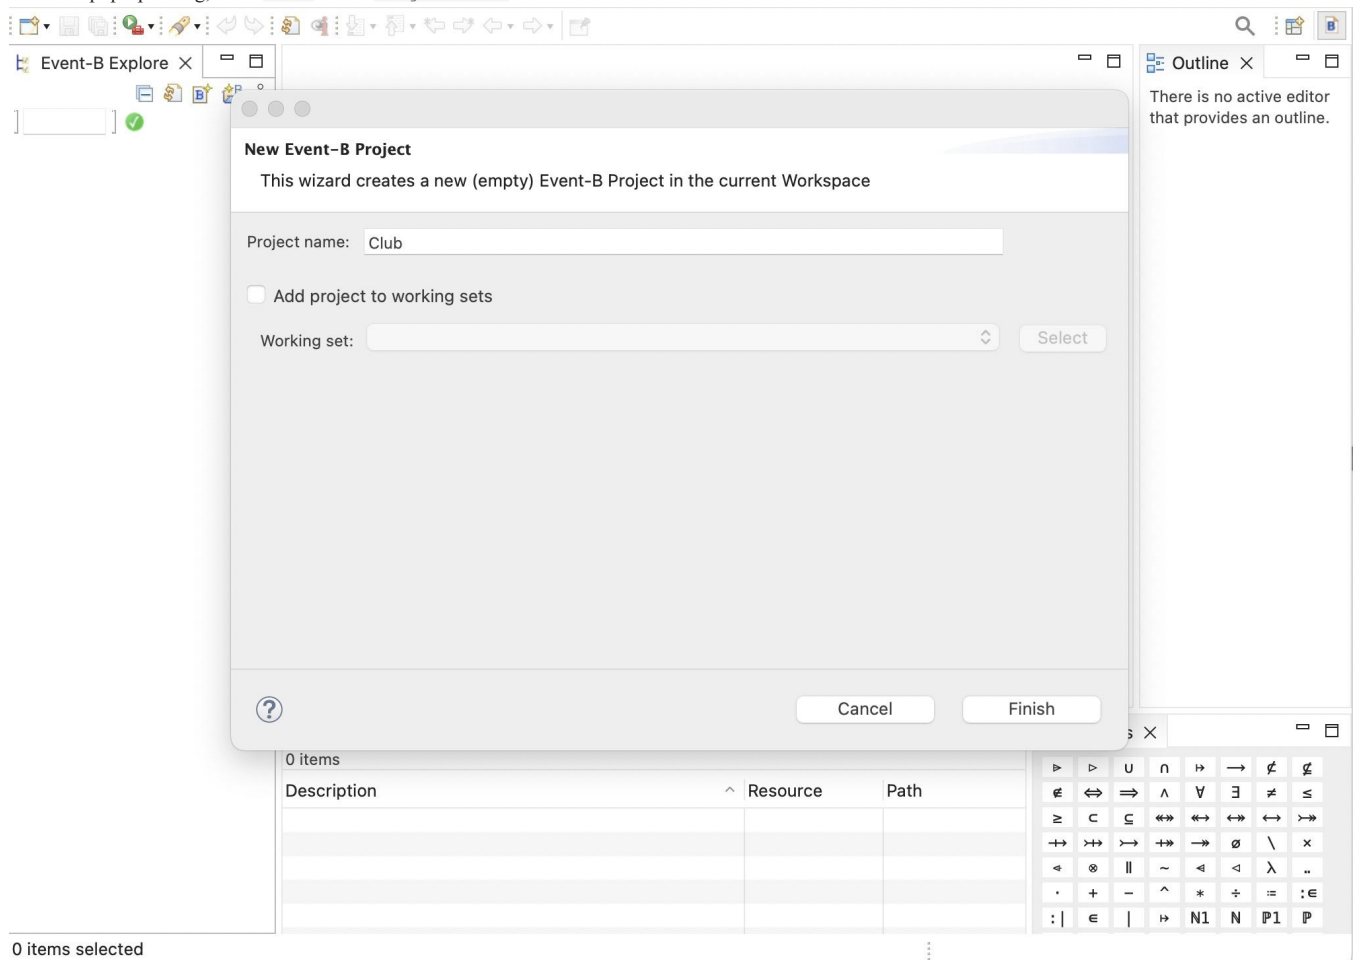 Event-B Explore
Outline
There is no active editor
that provides an outline.
New Event-B Project
This wizard creates a new (empty) Event-B Project in the current Workspace
Project name: Club
Add project to working sets
Working set:
Select
?
Cancel
Finish
s
0 items
Description Resource Path
⩥ ▷ ∪ ∩ ↦ → ⊄ ⊈
∉ ⇔ ⇒ ∧ ∀ ∃ ≠ ≤
≥ ⊂ ⊆ ↔ ↠
⇸ ⤔ ↣ ⤀ ↠ ∅ \ ×
⊗ ∥ ∼ ⩤ ◁ λ ‥
· + − ^ ∗ ÷ ≔ :∈
:∣ ∈ ∣ ↦ ℕ1 ℕ ℙ1 ℙ
0 items selected